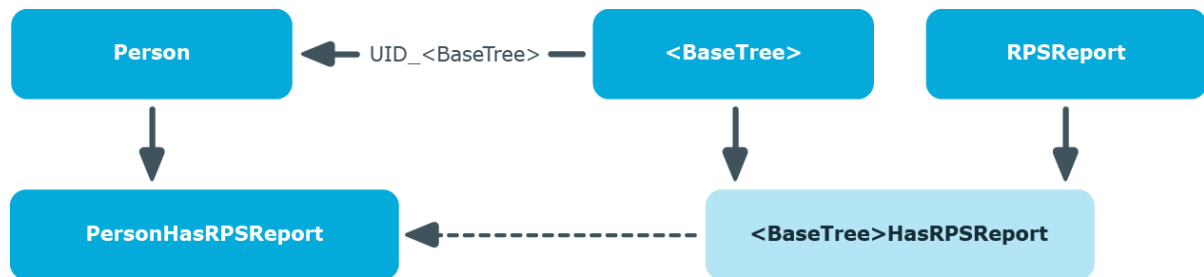 Person
UID_<BaseTree>
<BaseTree>
RPSReport
PersonHasRPSReport
<BaseTree>HasRPSReport